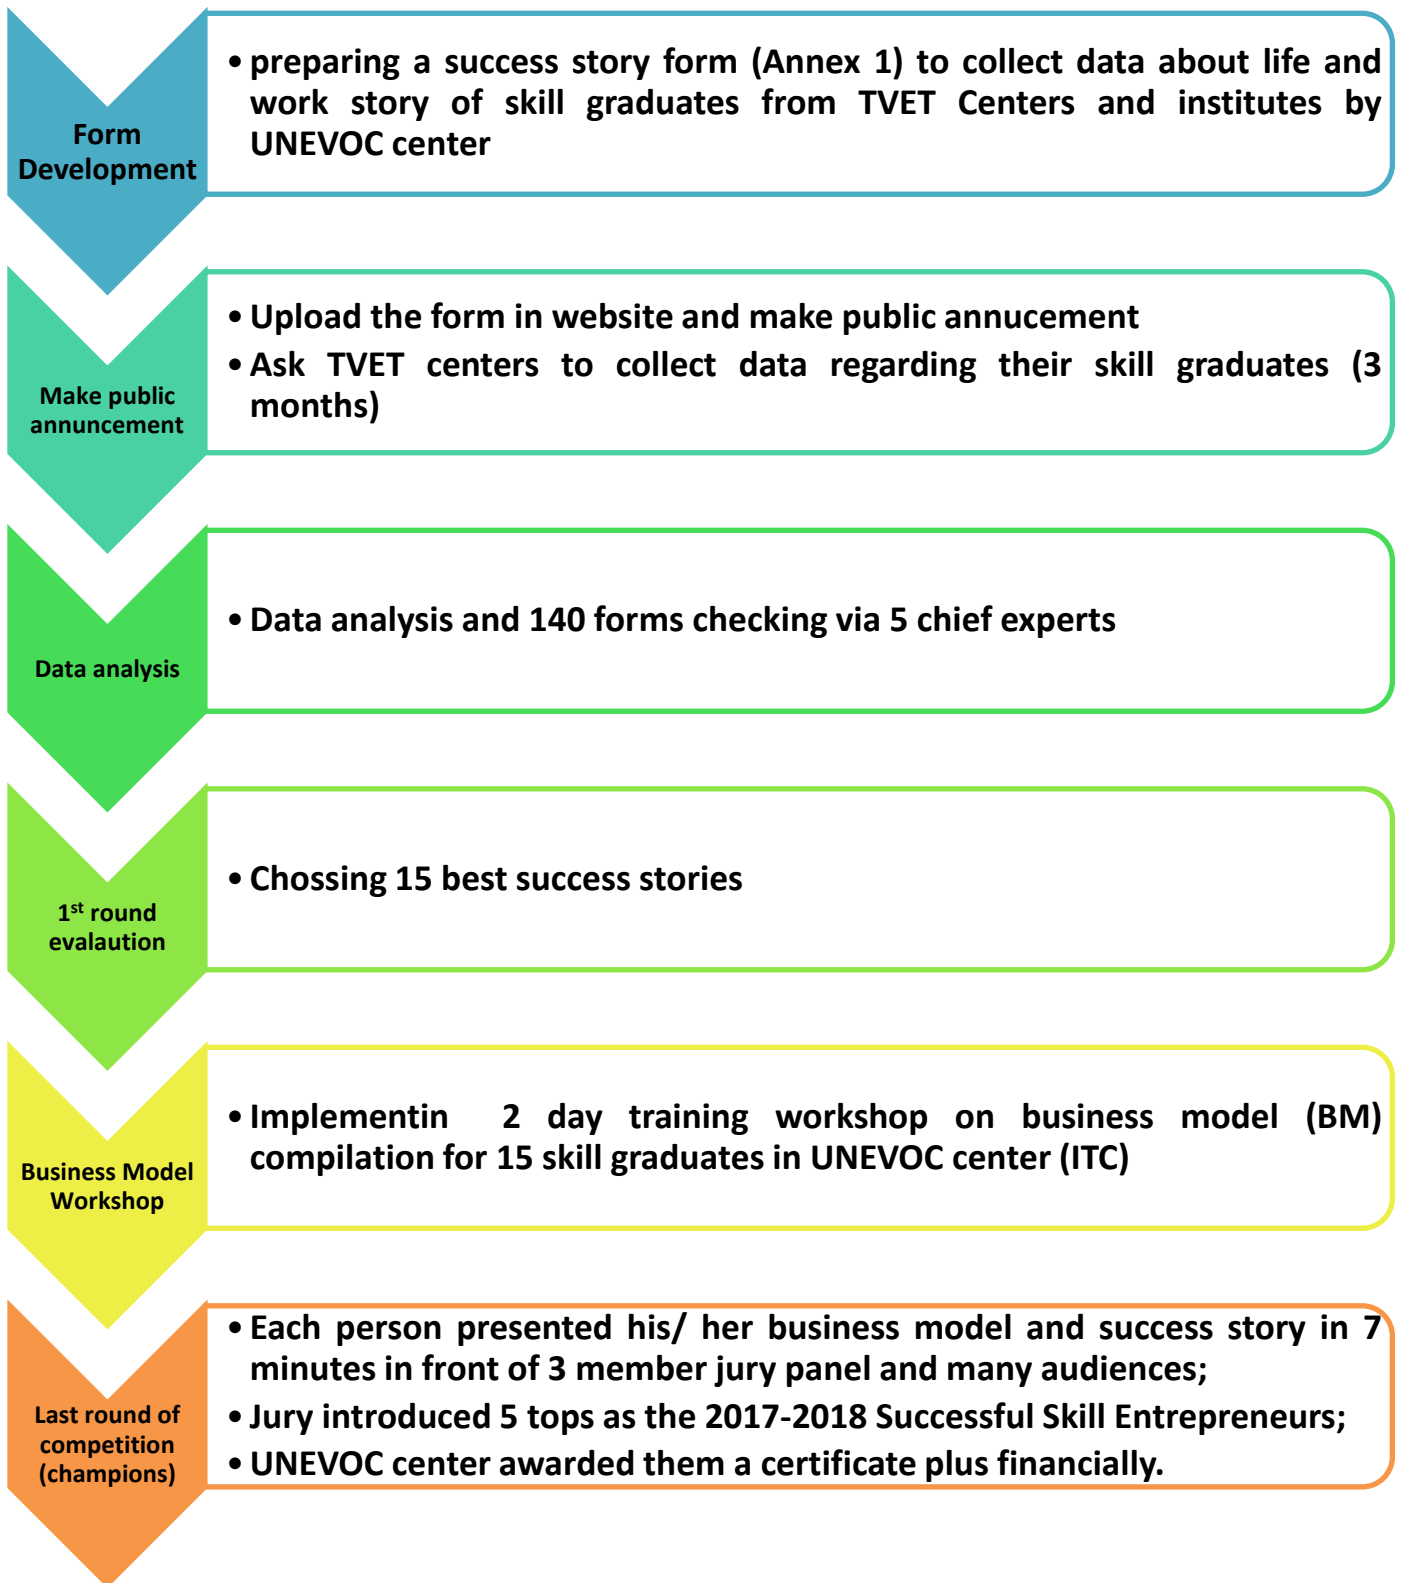 Form
Development
• preparing a success story form (Annex 1) to collect data about life and
work story of skill graduates from TVET Centers and institutes by
UNEVOC center
Make public
annuncement
• Upload the form in website and make public annucement
• Ask TVET centers to collect data regarding their skill graduates (3
months)
Data analysis
• Data analysis and 140 forms checking via 5 chief experts
1st round
evalaution
• Chossing 15 best success stories
Business Model
Workshop
• Implementin 2 day training workshop on business model (BM)
compilation for 15 skill graduates in UNEVOC center (ITC)
Last round of
competition
(champions)
• Each person presented his/ her business model and success story in 7
minutes in front of 3 member jury panel and many audiences;
• Jury introduced 5 tops as the 2017-2018 Successful Skill Entrepreneurs;
• UNEVOC center awarded them a certificate plus financially.